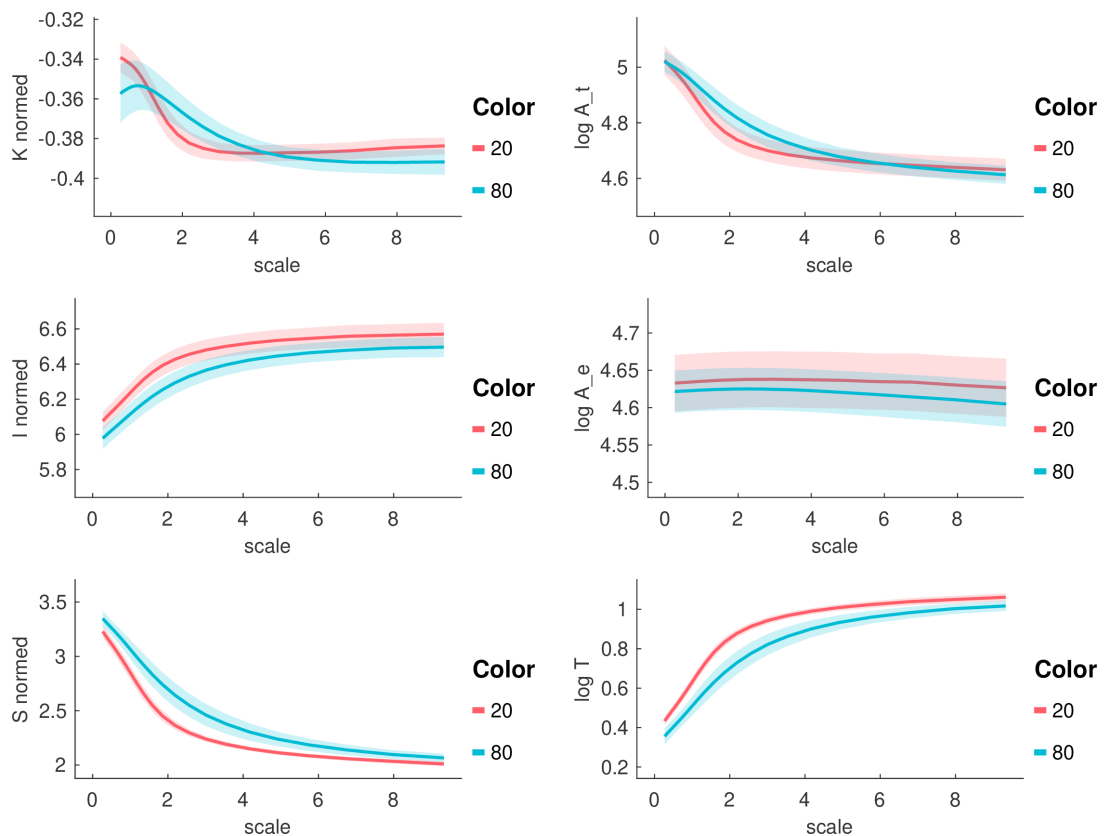 -0.32
-0.34
-0.36
-0.38
-0.4
K normed
0 2 4 6 8
scale
Color
20
80
5
4.8
4.6
log A_t
0 2 4 6 8
scale
Color
20
80
6.6
6.4
6.2
6
5.8
I normed
0 2 4 6 8
scale
Color
20
80
4.7
4.65
4.6
4.55
4.5
log A_e
0 2 4 6 8
scale
Color
20
80
3.5
3
2.5
2
S normed
0 2 4 6 8
scale
Color
20
80
1
0.8
0.6
0.4
0.2
log T
0 2 4 6 8
scale
Color
20
80